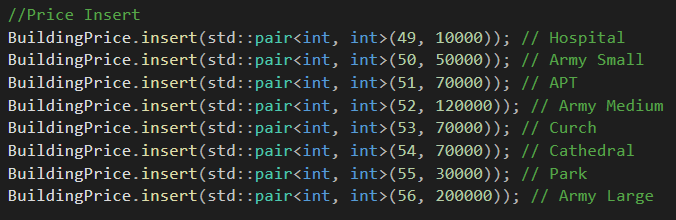 //Price Insert
BuildingPrice.insert(std::pair<int, int>(49, 10000)); // Hospital
BuildingPrice.insert(std::pair<int, int>(50, 50000)); // Army Small
BuildingPrice.insert(std::pair<int, int>(51, 70000)); // APT
BuildingPrice.insert(std::pair<int, int>(52, 120000)); // Army Medium
BuildingPrice.insert(std::pair<int, int>(53, 70000)); // Curch
BuildingPrice.insert(std::pair<int, int>(54, 70000)); // Cathedral
BuildingPrice.insert(std::pair<int, int>(55, 30000)); // Park
BuildingPrice.insert(std::pair<int, int>(56, 200000)); // Army Large